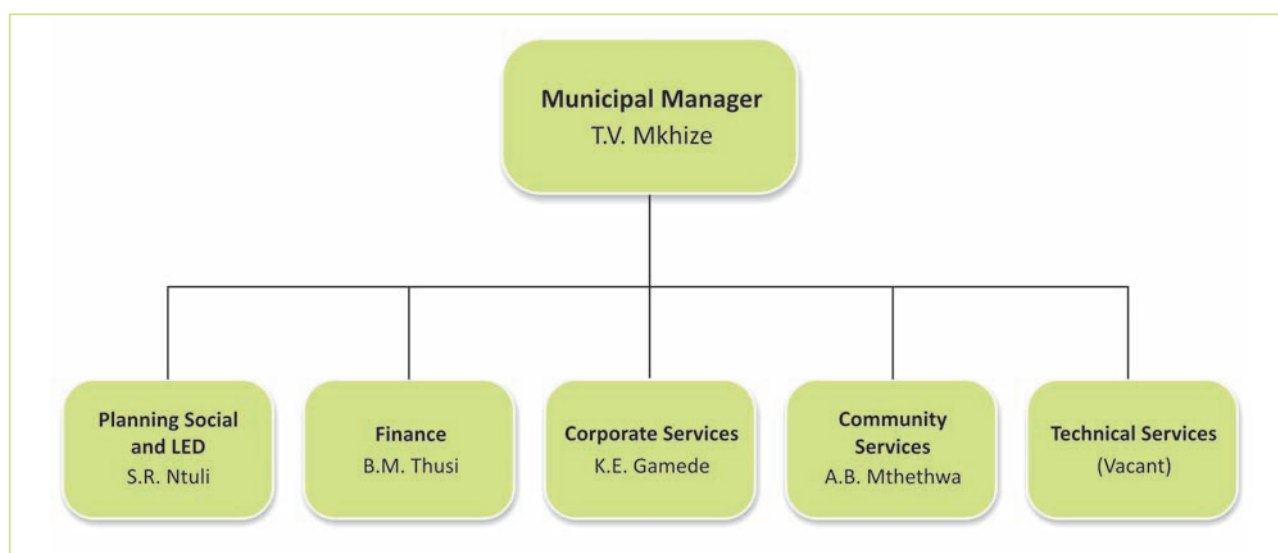 Municipal Manager
T.V. Mkhize
Planning Social
and LED
S.R. Ntuli
Finance
B.M. Thusi
Corporate Services
K.E. Gamede
Community
Services
A.B. Mthethwa
Technical Services
(Vacant)